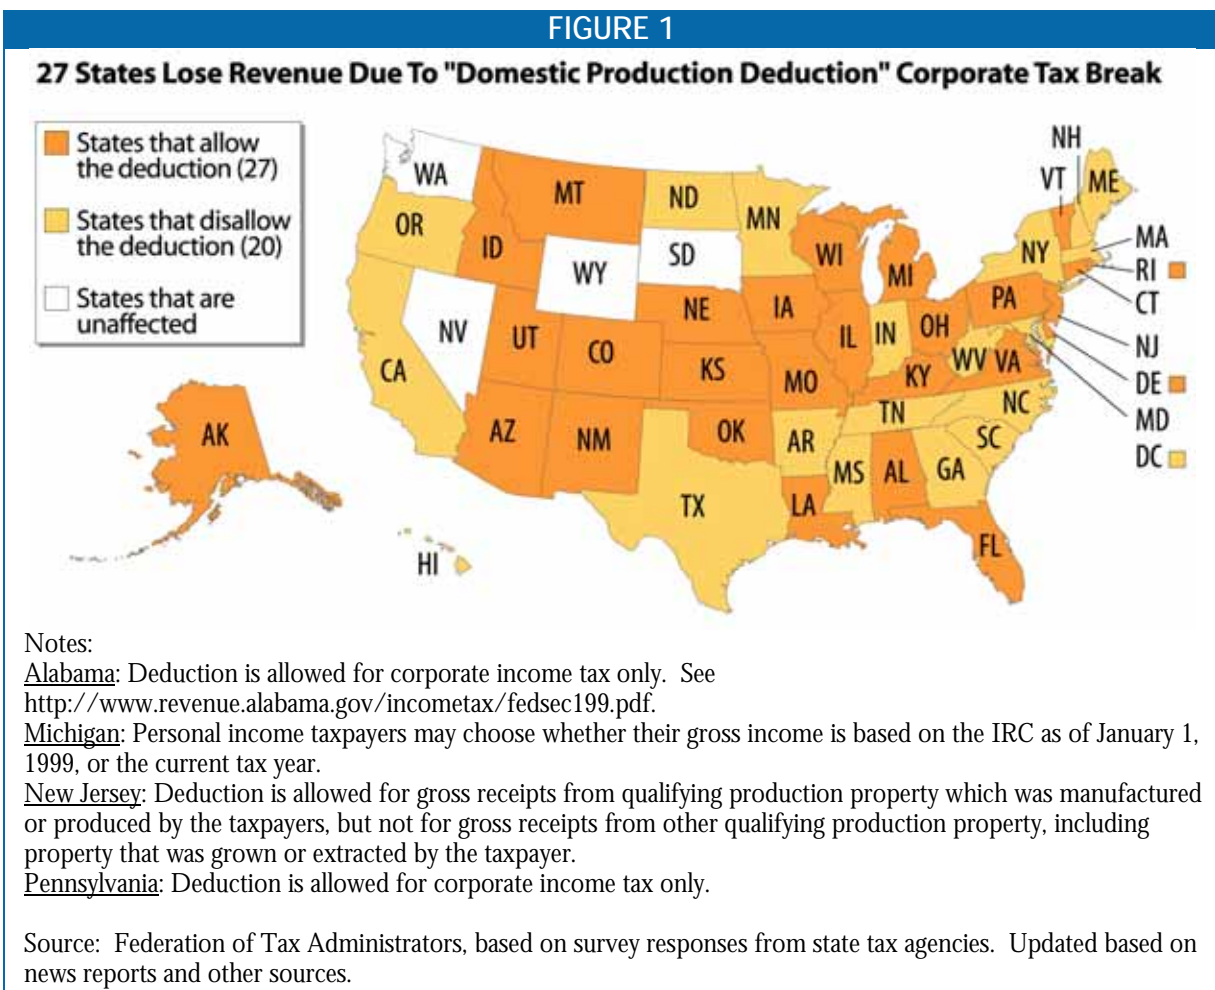 FIGURE 1
27 States Lose Revenue Due To "Domestic Production Deduction" Corporate Tax Break
States that allow
the deduction (27)
States that disallow
the deduction (20)
States that are
unaffected
WA
OR
CA
NV
ID
MT
WY
UT
CO
AZ
NM
ND
SD
NE
KS
OK
TX
MN
IA
MO
AR
LA
WI
IL
MI
IN
OH
KY
TN
MS
AL
GA
FL
SC
NC
WV
VA
PA
NY
VT
NH
ME
MA
RI
CT
NJ
DE
MD
DC
AK
HI
Notes:
Alabama: Deduction is allowed for corporate income tax only. See
http://www.revenue.alabama.gov/incometax/fedsec199.pdf.
Michigan: Personal income taxpayers may choose whether their gross income is based on the IRC as of January 1,
1999, or the current tax year.
New Jersey: Deduction is allowed for gross receipts from qualifying production property which was manufactured
or produced by the taxpayers, but not for gross receipts from other qualifying production property, including
property that was grown or extracted by the taxpayer.
Pennsylvania: Deduction is allowed for corporate income tax only.
Source: Federation of Tax Administrators, based on survey responses from state tax agencies. Updated based on
news reports and other sources.